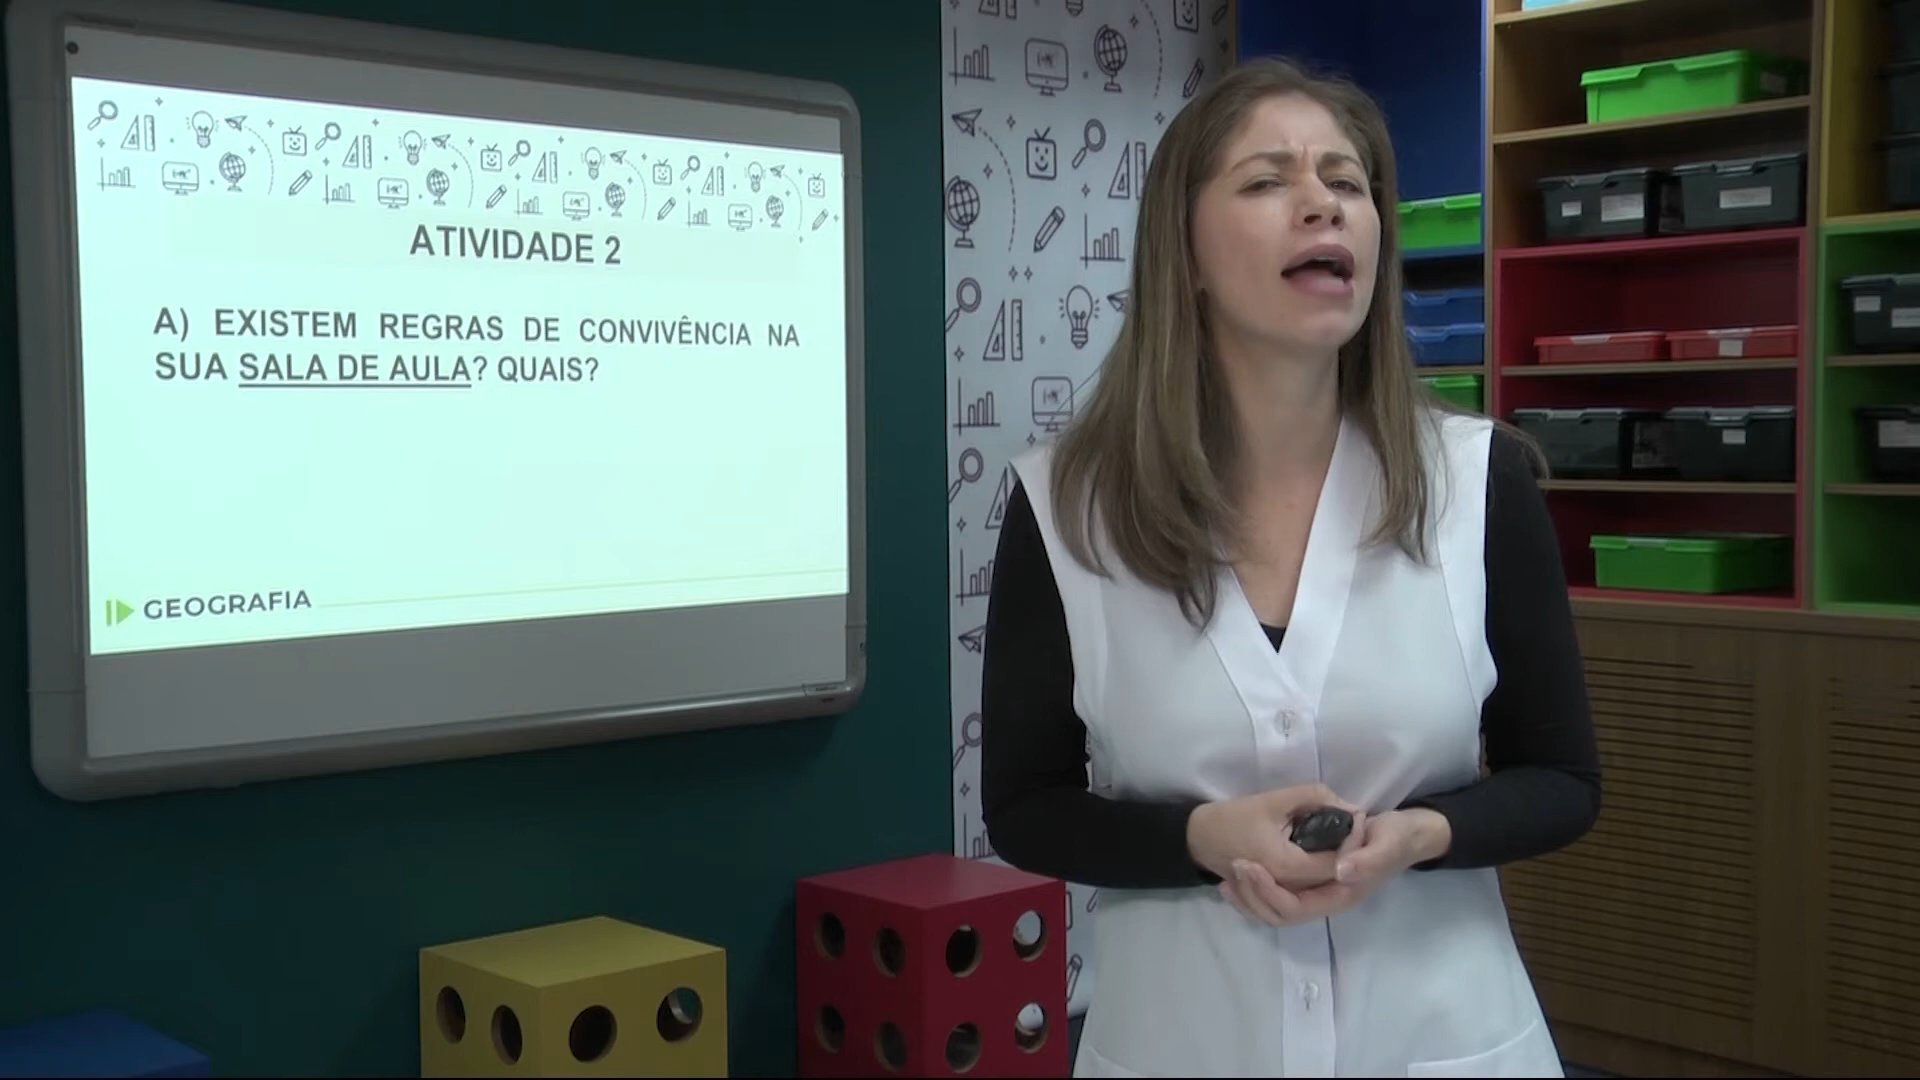 ATIVIDADE 2
A) EXISTEM REGRAS DE CONVIVÊNCIA NA
SUA SALA DE AULA? QUAIS?
GEOGRAFIA